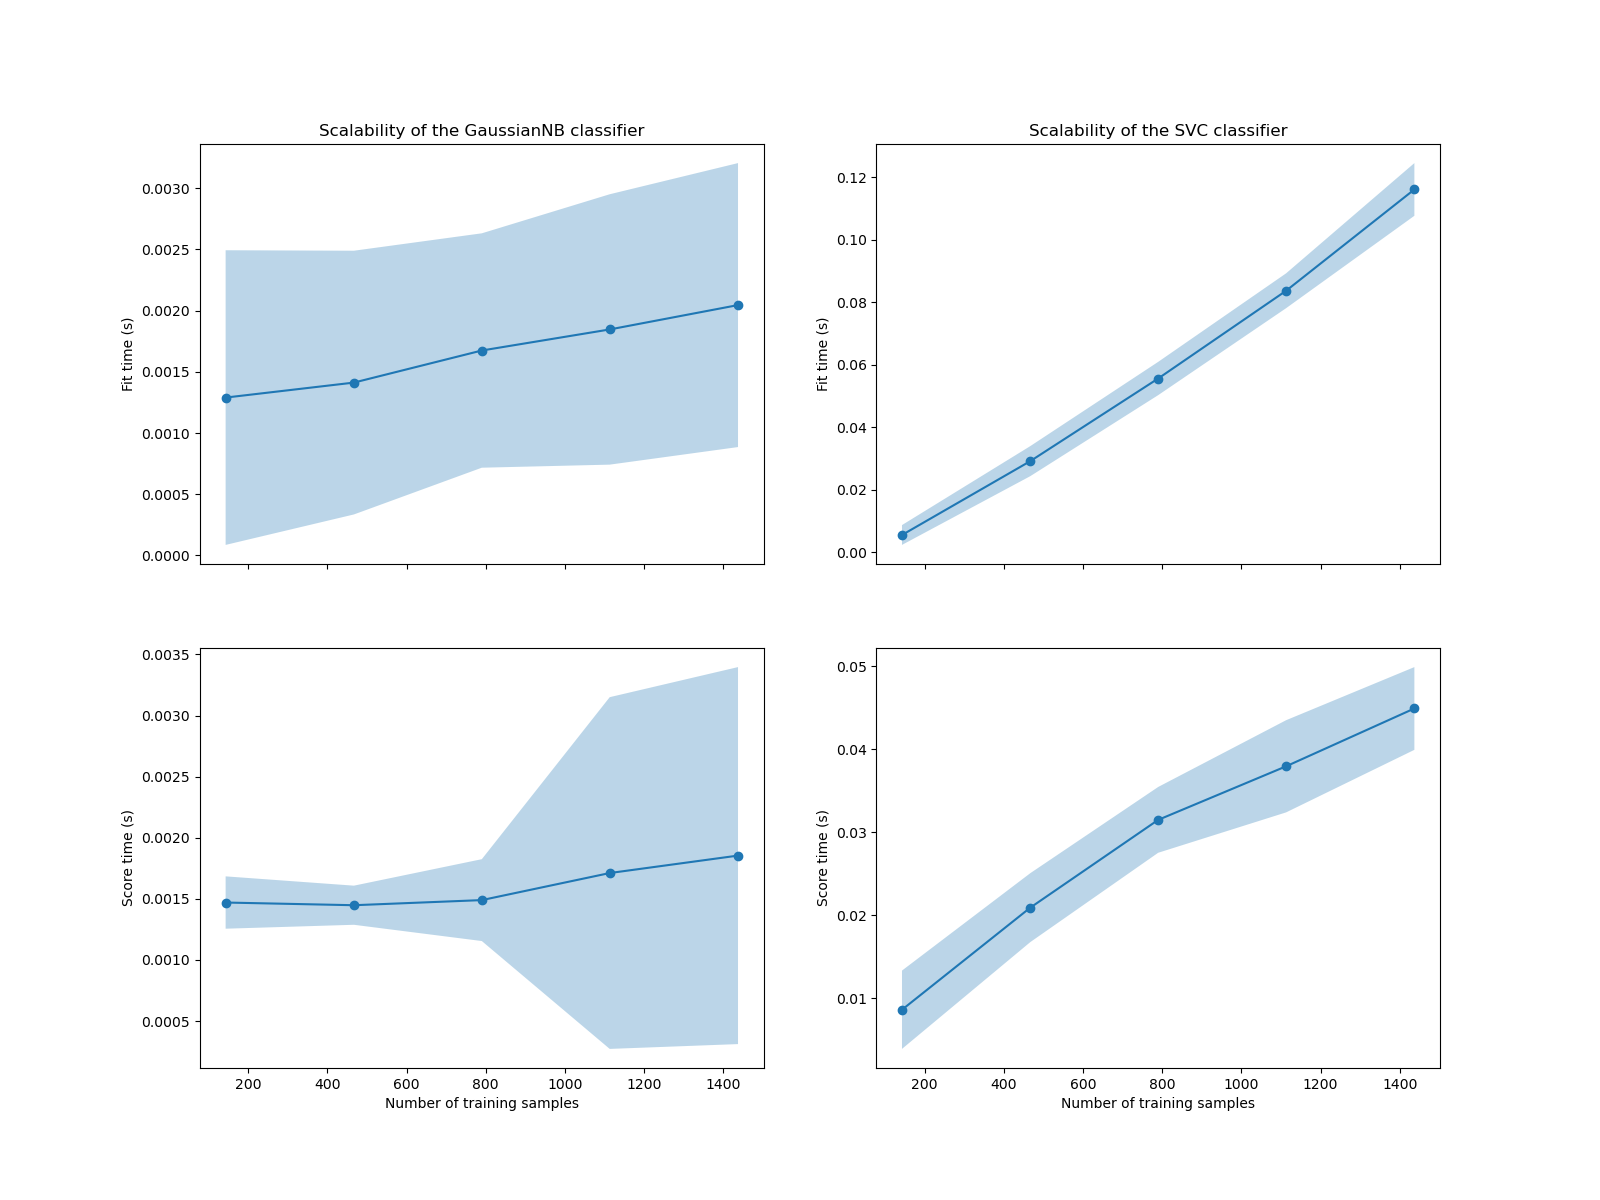 Scalability of the GaussianNB classifier
Fit time (s)
0.0030
0.0025
0.0020
0.0015
0.0010
0.0005
0.0000
Scalability of the SVC classifier
Fit time (s)
0.12
0.10
0.08
0.06
0.04
0.02
0.00
Score time (s)
0.0035
0.0030
0.0025
0.0020
0.0015
0.0010
0.0005
200 400 600 800 1000 1200 1400
Number of training samples
Score time (s)
0.05
0.04
0.03
0.02
0.01
200 400 600 800 1000 1200 1400
Number of training samples